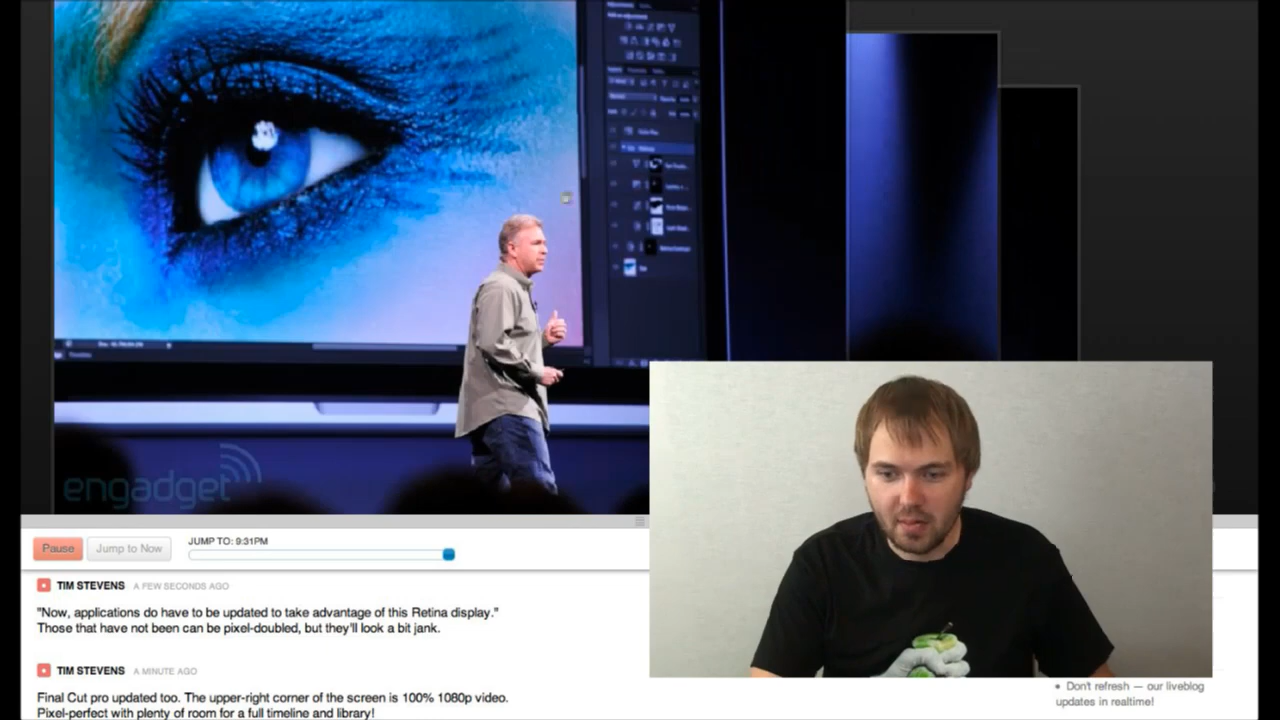 engadget
Pause
Jump to Now
JUMP TO: 9:31PM
TIM STEVENS A FEW SECONDS AGO
"Now, applications do have to be updated to take advantage of this Retina display."
Those that have not been can be pixel-doubled, but they'll look a bit jank.
TIM STEVENS A MINUTE AGO
Final Cut pro updated too. The upper-right corner of the screen is 100% 1080p video.
Pixel-perfect with plenty of room for a full timeline and library!
• Don't refresh — our liveblog
updates in realtime!